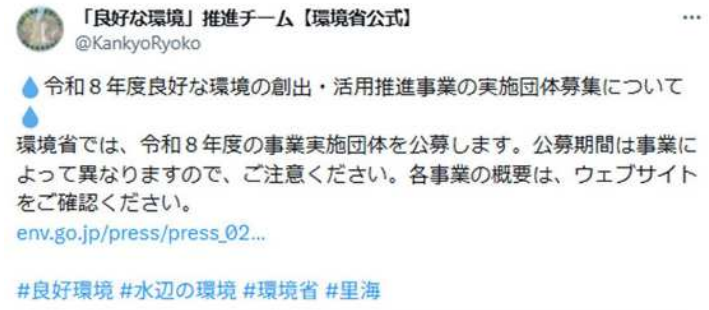 「良好な環境」推進チーム【環境省公式】
@KankyoRyoko
💧令和8年度良好な環境の創出・活用推進事業の実施団体募集について
💧
環境省では、令和8年度の事業実施団体を公募します。公募期間は事業に
よって異なりますので、ご注意ください。各事業の概要は、ウェブサイト
をご確認ください。
env.go.jp/press/press_02...
#良好環境 #水辺の環境 #環境省 #里海